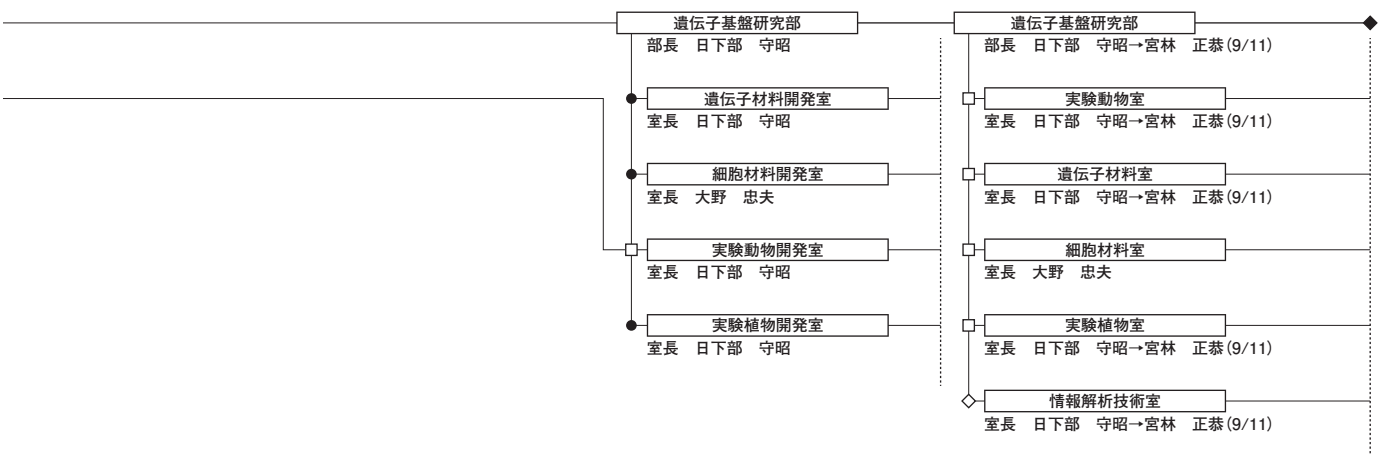 遺伝子基盤研究部
部長　日下部　守昭
遺伝子材料開発室
室長　日下部　守昭
細胞材料開発室
室長　大野　忠夫
実験動物開発室
室長　日下部　守昭
実験植物開発室
室長　日下部　守昭
遺伝子基盤研究部
部長　日下部　守昭→宮林　正恭(9/11)
実験動物室
室長　日下部　守昭→宮林　正恭(9/11)
遺伝子材料室
室長　日下部　守昭→宮林　正恭(9/11)
細胞材料室
室長　大野　忠夫
実験植物室
室長　日下部　守昭→宮林　正恭(9/11)
情報解析技術室
室長　日下部　守昭→宮林　正恭(9/11)